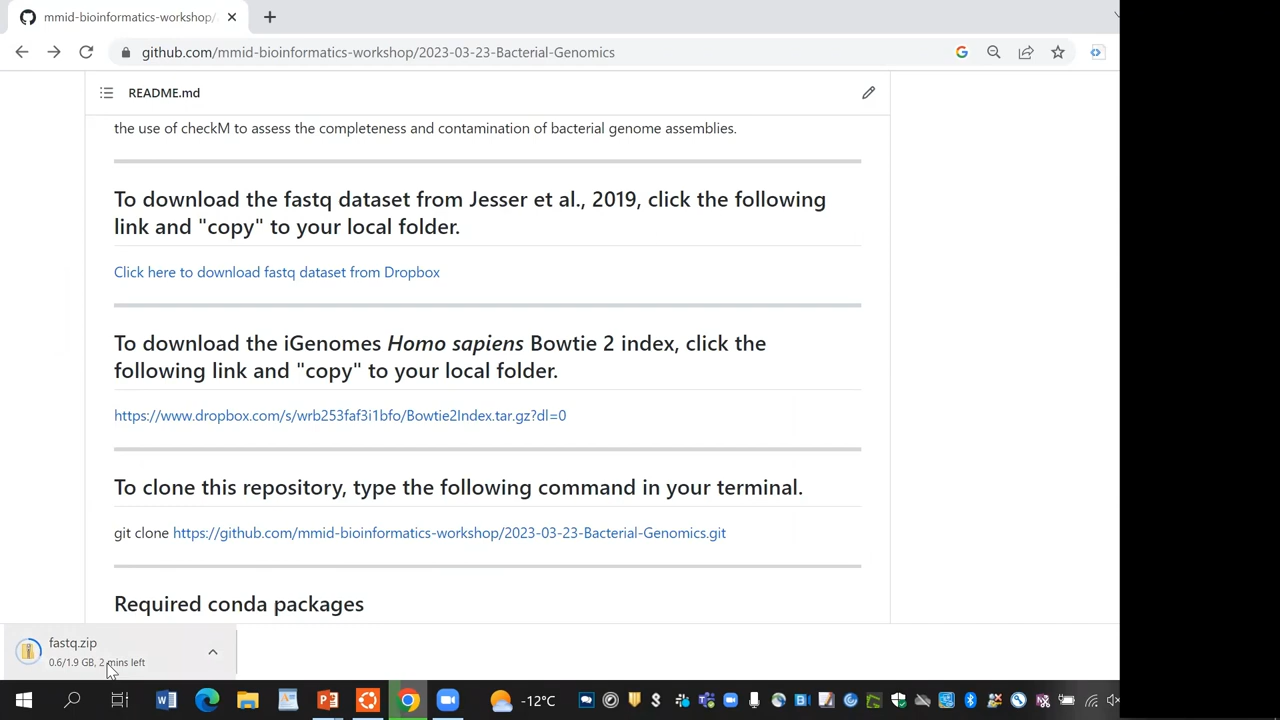 mmid-bioinformatics-workshop/
github.com/mmid-bioinformatics-workshop/2023-03-23-Bacterial-Genomics
README.md
the use of checkM to assess the completeness and contamination of bacterial genome assemblies.
To download the fastq dataset from Jesser et al., 2019, click the following
link and "copy" to your local folder.
Click here to download fastq dataset from Dropbox
To download the iGenomes Homo sapiens Bowtie 2 index, click the
following link and "copy" to your local folder.
https://www.dropbox.com/s/wrb253faf3i1bfo/Bowtie2Index.tar.gz?dl=0
To clone this repository, type the following command in your terminal.
git clone https://github.com/mmid-bioinformatics-workshop/2023-03-23-Bacterial-Genomics.git
Required conda packages
fastq.zip
0.6/1.9 GB, 2 mins left
-12°C